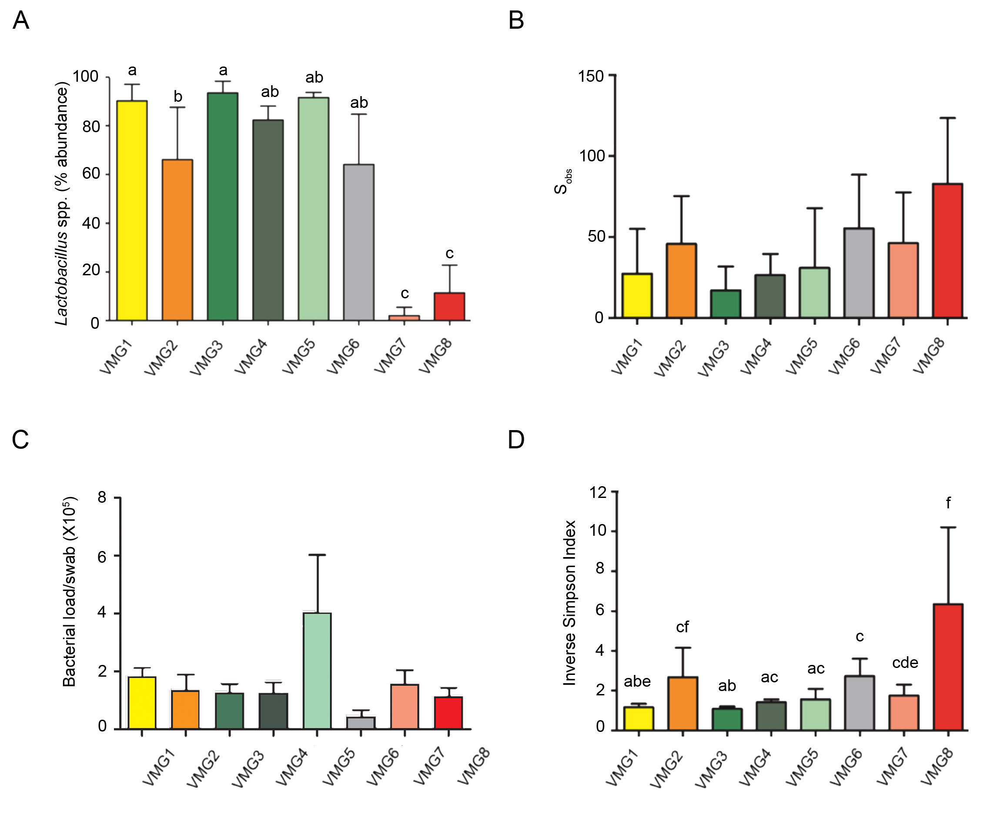 A
Lactobacillus spp. (% abundance)
100
80
60
40
20
0
a
b
a
ab
ab
ab
c
c
VMG1
VMG2
VMG3
VMG4
VMG5
VMG6
VMG7
VMG8
B
Sobs
150
100
50
0
VMG1
VMG2
VMG3
VMG4
VMG5
VMG6
VMG7
VMG8
C
Bacterial load/swab (X10⁵)
8
6
4
2
0
VMG1
VMG2
VMG3
VMG4
VMG5
VMG6
VMG7
VMG8
D
Inverse Simpson Index
12
10
8
6
4
2
0
abe
cf
ab
ac
ac
c
cde
f
VMG1
VMG2
VMG3
VMG4
VMG5
VMG6
VMG7
VMG8